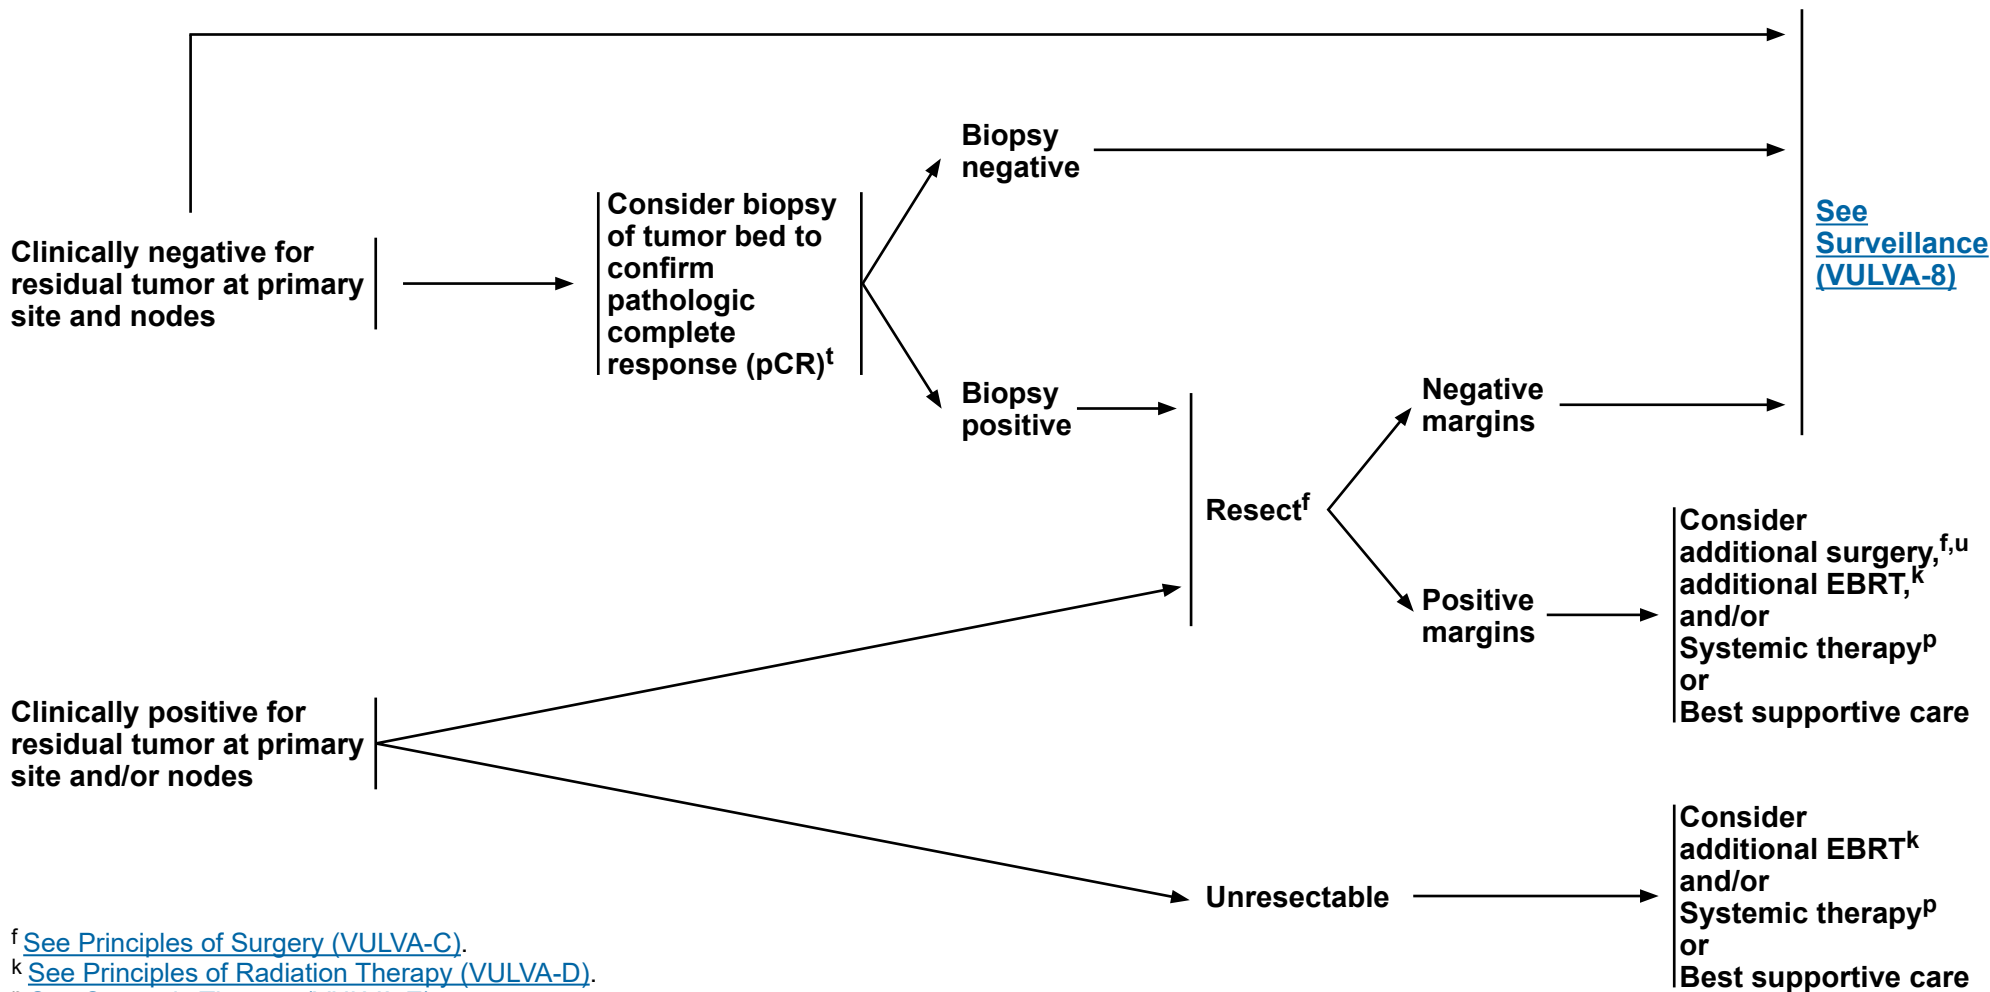 Clinically negative for
residual tumor at primary
site and nodes
Consider biopsy
of tumor bed to
confirm
pathologic
complete
response (pCR)t
Biopsy
negative
Biopsy
positive
See
Surveillance
(VULVA-8)
Resectf
Negative
margins
Positive
margins
Consider
additional surgery,f,u
additional EBRT,k
and/or
Systemic therapyp
or
Best supportive care
Clinically positive for
residual tumor at primary
site and/or nodes
Unresectable
Consider
additional EBRTk
and/or
Systemic therapyp
or
Best supportive care
f See Principles of Surgery (VULVA-C).
k See Principles of Radiation Therapy (VULVA-D).